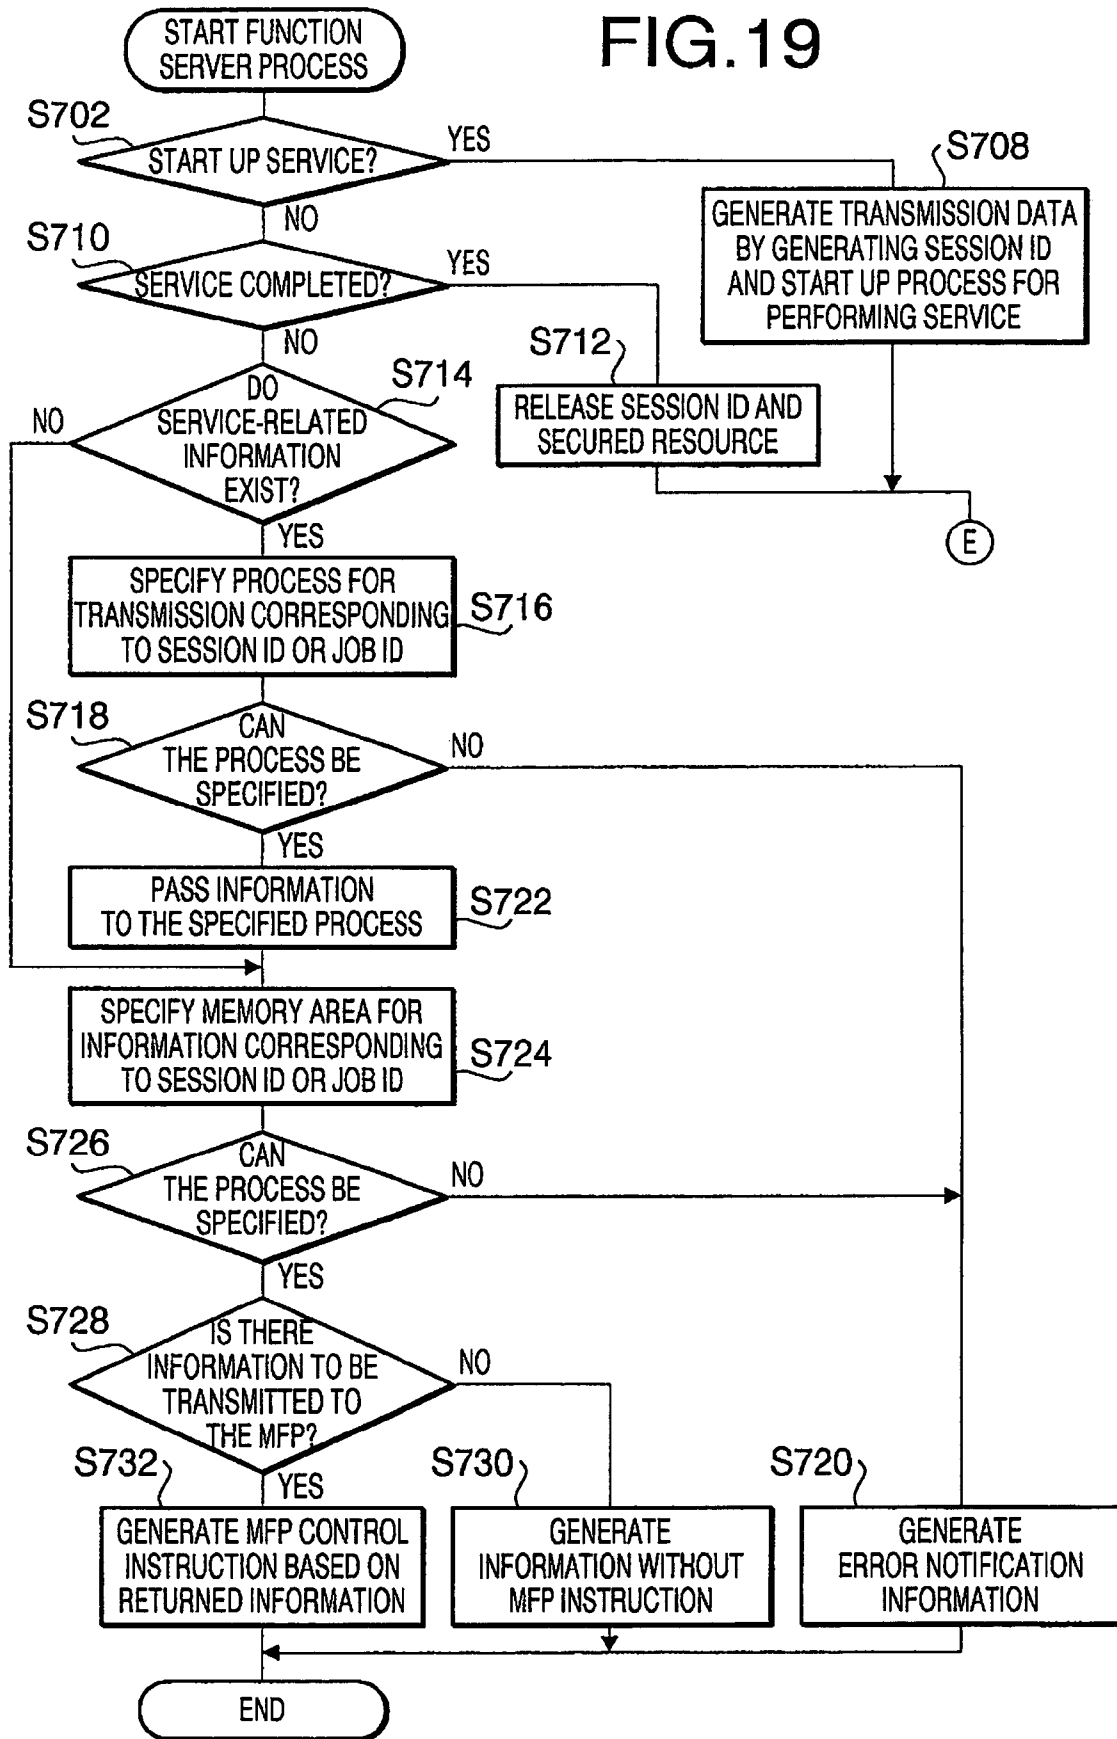 FIG.19
START FUNCTION
SERVER PROCESS
S702
START UP SERVICE?
YES
NO
S708
GENERATE TRANSMISSION DATA
BY GENERATING SESSION ID
AND START UP PROCESS FOR
PERFORMING SERVICE
S710
SERVICE COMPLETED?
YES
NO
S712
RELEASE SESSION ID AND
SECURED RESOURCE
E
S714
DO
SERVICE-RELATED
INFORMATION
EXIST?
NO
YES
SPECIFY PROCESS FOR
TRANSMISSION CORRESPONDING
TO SESSION ID OR JOB ID
S716
S718
CAN
THE PROCESS BE
SPECIFIED?
NO
YES
PASS INFORMATION
TO THE SPECIFIED PROCESS
S722
SPECIFY MEMORY AREA FOR
INFORMATION CORRESPONDING
TO SESSION ID OR JOB ID
S724
S726
CAN
THE PROCESS BE
SPECIFIED?
NO
YES
S728
IS THERE
INFORMATION TO BE
TRANSMITTED TO
THE MFP?
NO
YES
S732
GENERATE MFP CONTROL
INSTRUCTION BASED ON
RETURNED INFORMATION
S730
GENERATE
INFORMATION WITHOUT
MFP INSTRUCTION
S720
GENERATE
ERROR NOTIFICATION
INFORMATION
END